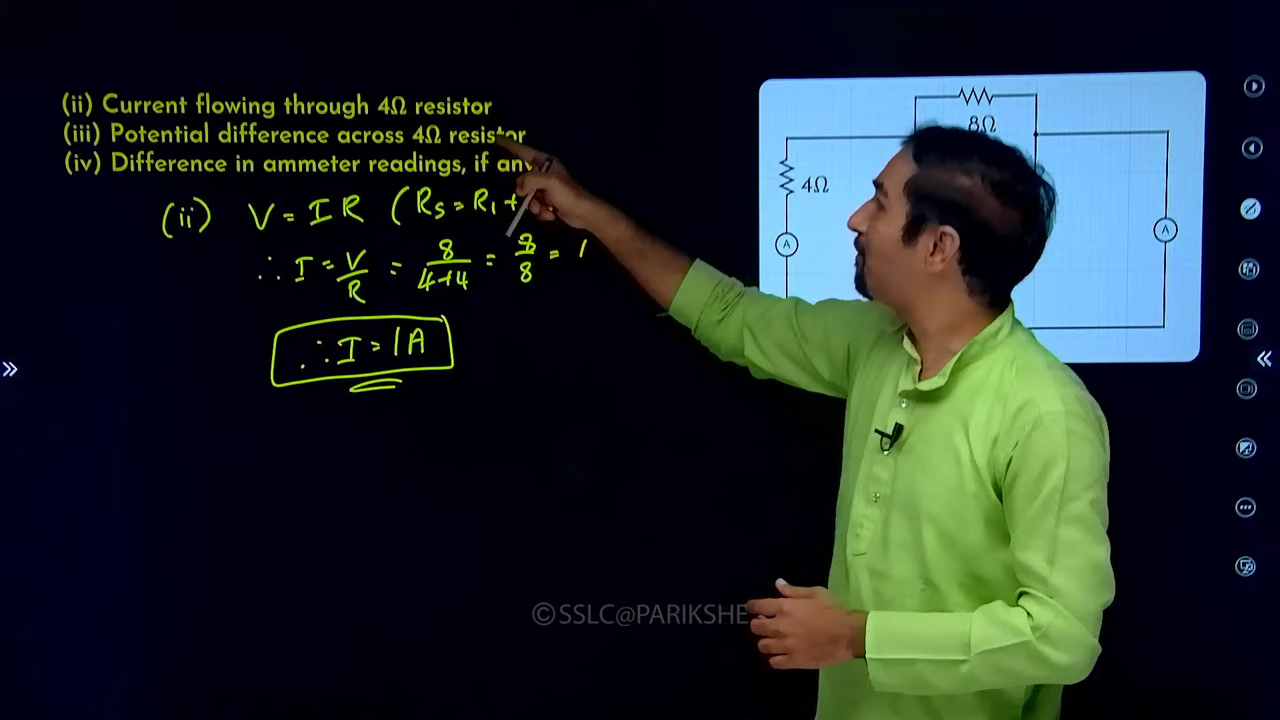 (ii) Current flowing through 4Ω resistor
(iii) Potential difference across 4Ω resistor
(iv) Difference in ammeter readings, if any
(ii) V = I R (Rs = R1 +
∴ I = V/R = 8/4+4 = 8/8 = 1
∴ I = 1A
8Ω
4Ω
A
A
©SSLC@PARIKSHE